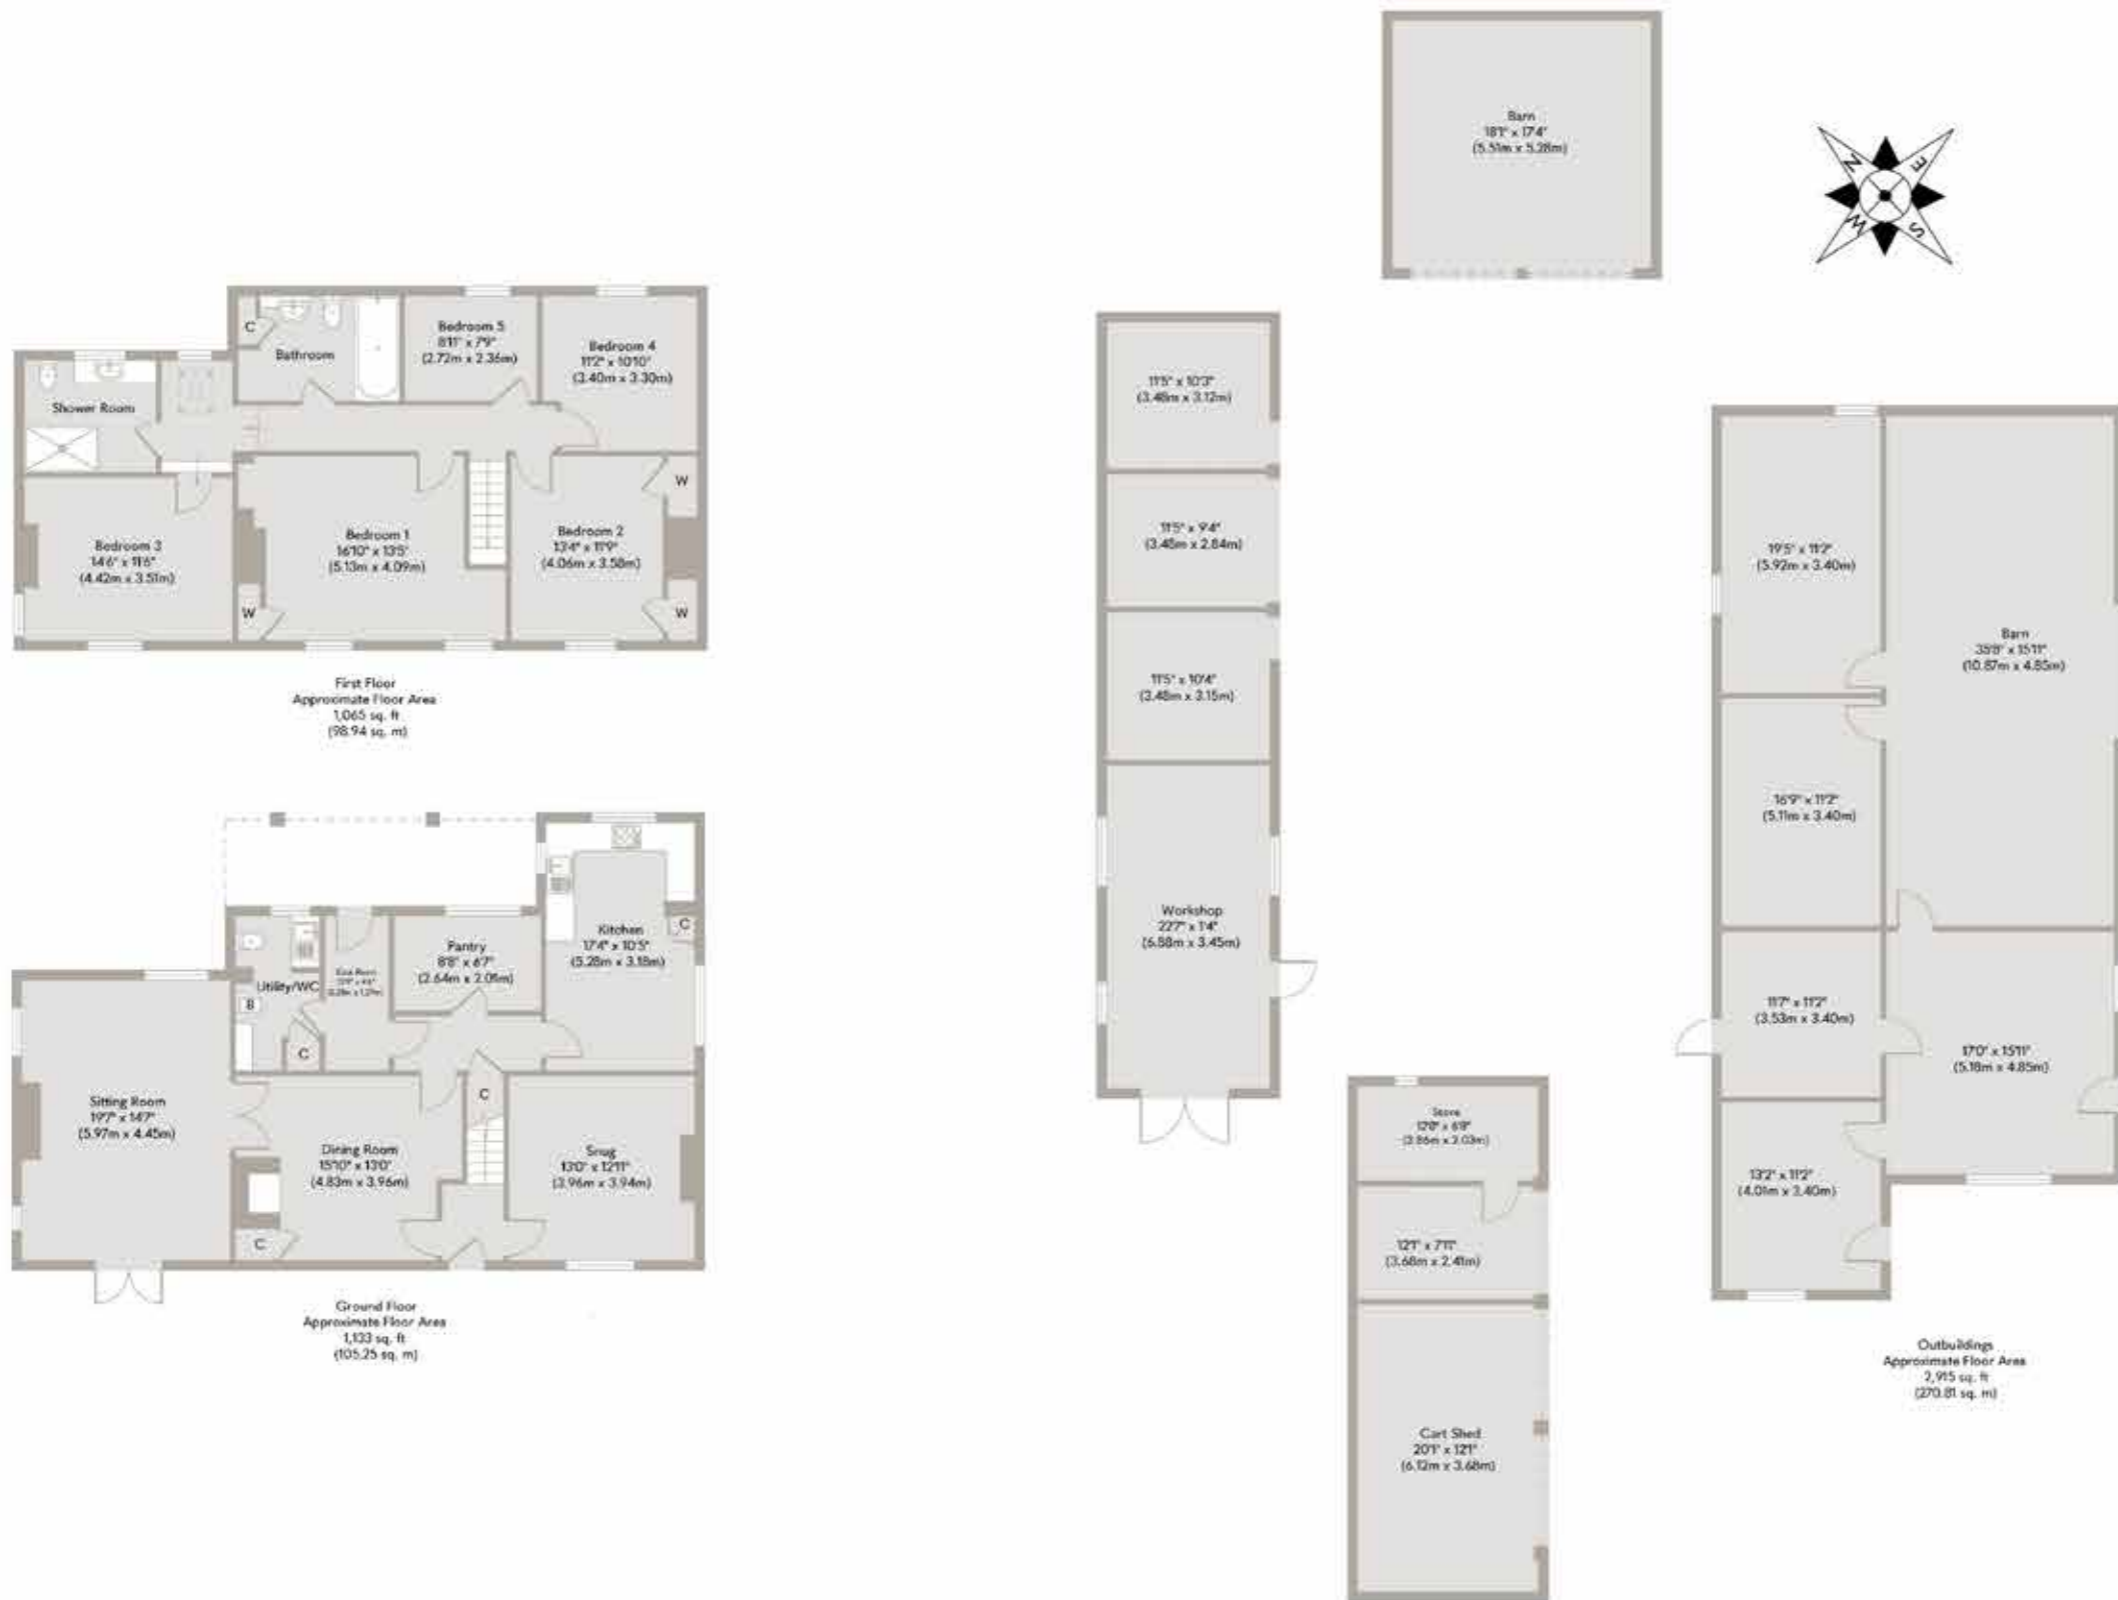 Barn
18'1" x 17'4"
(5.51m x 5.28m)
N
E
S
W
C
Bathroom
Bedroom 5
8'11" x 7'9"
(2.72m x 2.36m)
Bedroom 4
11'2" x 10'10"
(3.40m x 3.30m)
Shower Room
Bedroom 3
14'6" x 11'6"
(4.42m x 3.51m)
Bedroom 1
16'10" x 13'5"
(5.13m x 4.09m)
Bedroom 2
13'4" x 11'9"
(4.06m x 3.58m)
W
W
W
First Floor
Approximate Floor Area
1,065 sq. ft
(98.94 sq. m)
Kitchen
17'4" x 10'5"
(5.28m x 3.18m)
C
Pantry
8'8" x 6'7"
(2.64m x 2.01m)
Utility/WC
B
C
C
Sitting Room
19'7" x 14'7"
(5.97m x 4.45m)
Dining Room
15'10" x 13'0"
(4.83m x 3.96m)
Snug
13'0" x 12'11"
(3.96m x 3.94m)
C
Ground Floor
Approximate Floor Area
1,133 sq. ft
(105.25 sq. m)
11'5" x 10'3"
(3.48m x 3.12m)
11'5" x 9'4"
(3.48m x 2.84m)
11'5" x 10'4"
(3.48m x 3.15m)
Workshop
22'7" x 1'4"
(6.88m x 3.45m)
Store
(3.86m x 2.03m)
12'1" x 7'11"
(3.68m x 2.41m)
Cart Shed
20'1" x 12'1"
(6.12m x 3.68m)
19'5" x 11'2"
(5.92m x 3.40m)
Barn
35'8" x 15'11"
(10.87m x 4.85m)
16'9" x 11'2"
(5.11m x 3.40m)
11'7" x 11'2"
(3.53m x 3.40m)
17'0" x 15'11"
(5.18m x 4.85m)
13'2" x 11'2"
(4.01m x 3.40m)
Outbuildings
Approximate Floor Area
2,915 sq. ft
(270.81 sq. m)